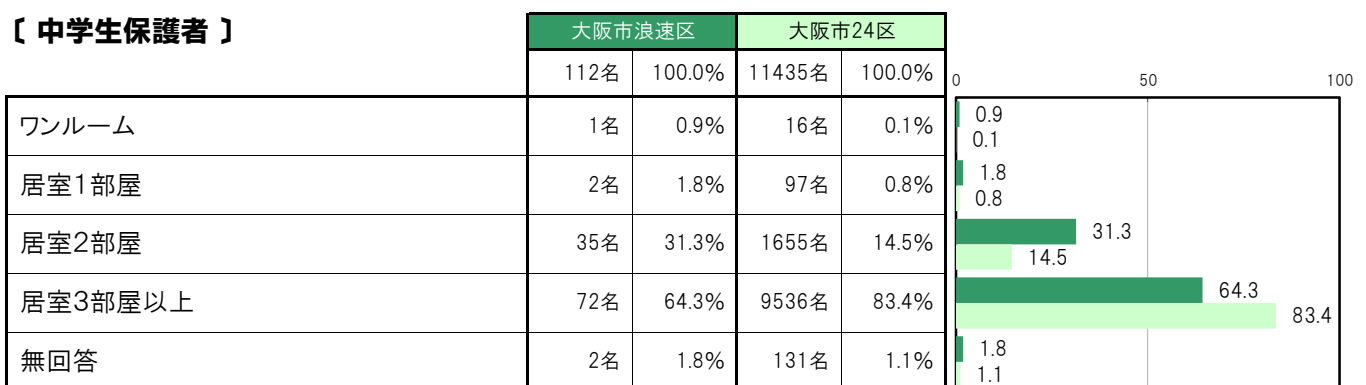 〔 中学生保護者 〕
大阪市浪速区 大阪市24区
112名 100.0% 11435名 100.0% 0 50 100
ワンルーム 1名 0.9% 16名 0.1% 0.9
0.1
居室1部屋 2名 1.8% 97名 0.8% 1.8
0.8
居室2部屋 35名 31.3% 1655名 14.5% 31.3
14.5
居室3部屋以上 72名 64.3% 9536名 83.4% 64.3
83.4
無回答 2名 1.8% 131名 1.1% 1.8
1.1